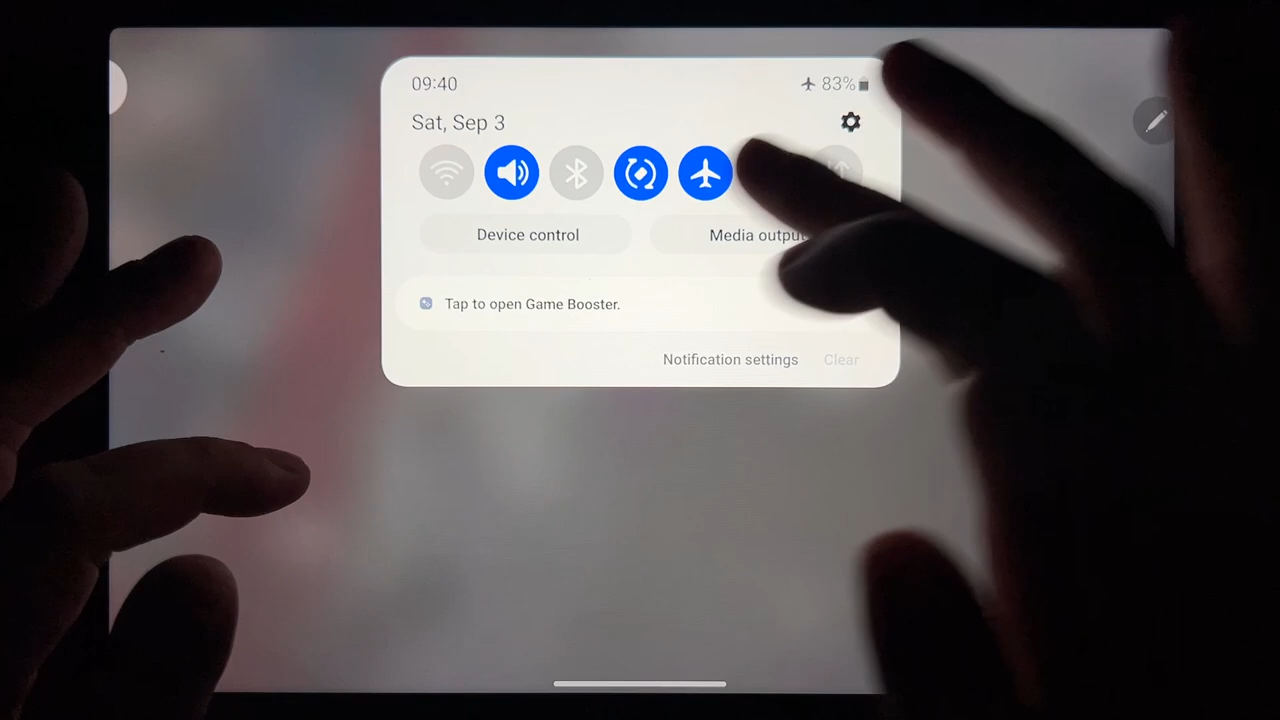 09:40 83%
Sat, Sep 3
Device control Media output
Tap to open Game Booster.
Notification settings Clear